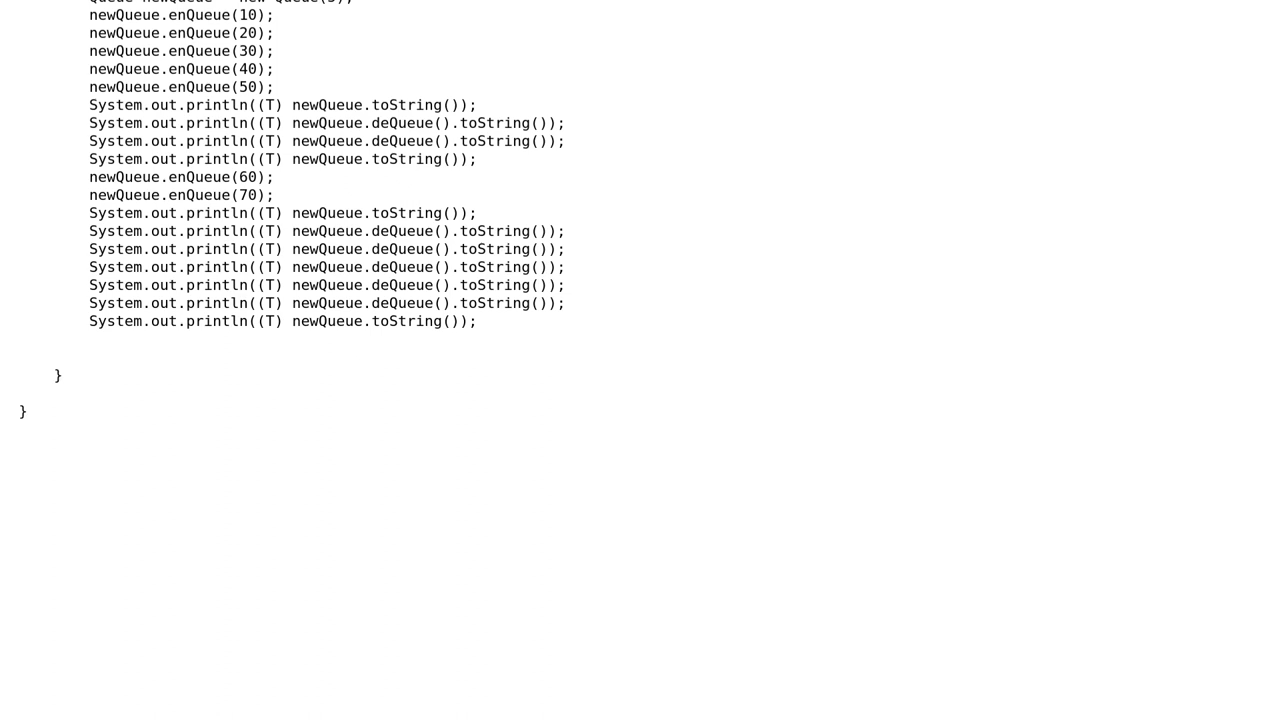 newQueue.enQueue(10);
newQueue.enQueue(20);
newQueue.enQueue(30);
newQueue.enQueue(40);
newQueue.enQueue(50);
System.out.println((T) newQueue.toString());
System.out.println((T) newQueue.deQueue().toString());
System.out.println((T) newQueue.deQueue().toString());
System.out.println((T) newQueue.toString());
newQueue.enQueue(60);
newQueue.enQueue(70);
System.out.println((T) newQueue.toString());
System.out.println((T) newQueue.deQueue().toString());
System.out.println((T) newQueue.deQueue().toString());
System.out.println((T) newQueue.deQueue().toString());
System.out.println((T) newQueue.deQueue().toString());
System.out.println((T) newQueue.deQueue().toString());
System.out.println((T) newQueue.toString());
}
}